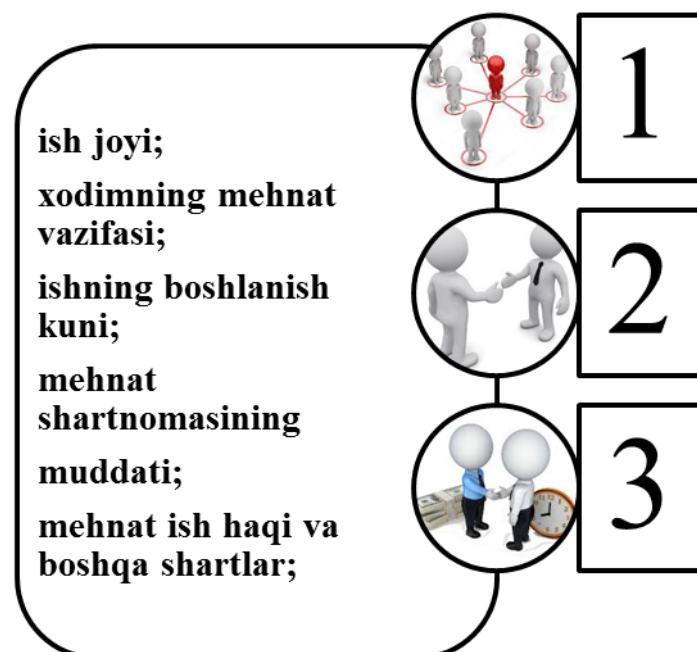 ish joyi;
xodimning mehnat
vazifasi;
ishning boshlanish
kuni;
mehnat
shartnomasining
muddati;
mehnat ish haqi va
boshqa shartlar;
1
2
3